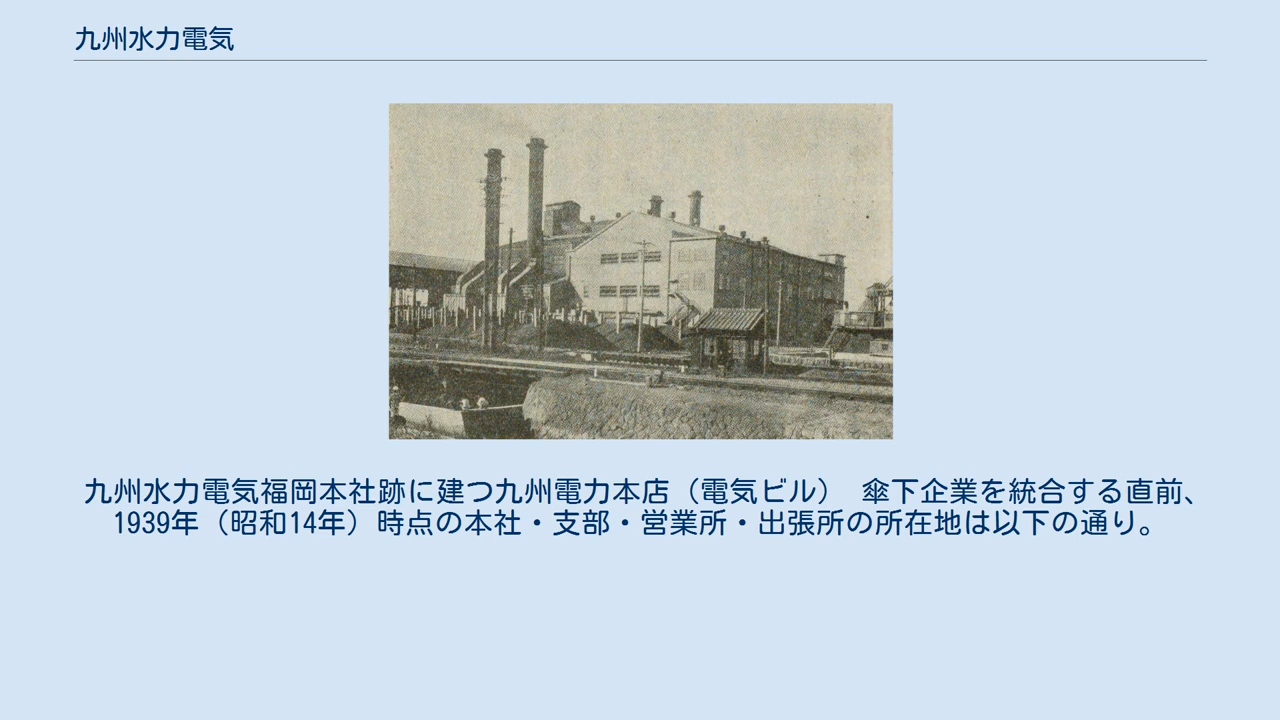 九州水力電気
九州水力電気福岡本社跡に建つ九州電力本店（電気ビル） 傘下企業を統合する直前、
1939年（昭和14年）時点の本社・支部・営業所・出張所の所在地は以下の通り。